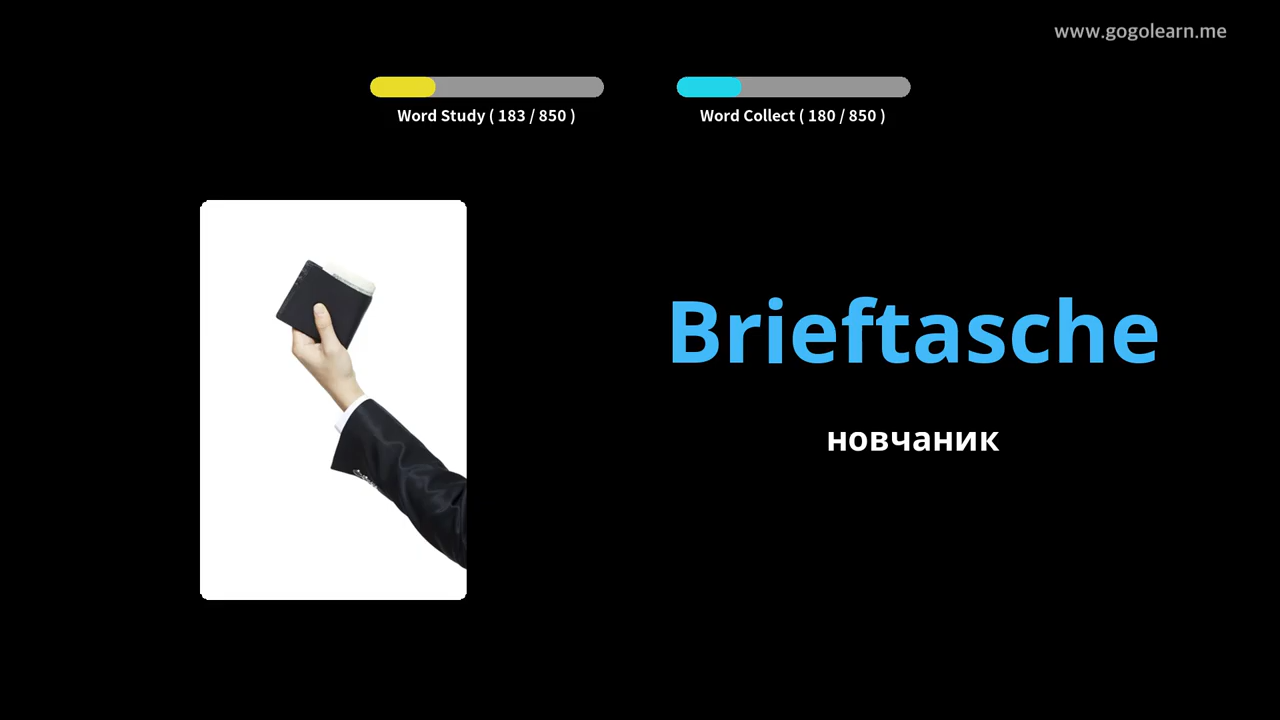 www.gogolearn.me
Word Study ( 183 / 850 )
Word Collect ( 180 / 850 )
Brieftasche
новчаник